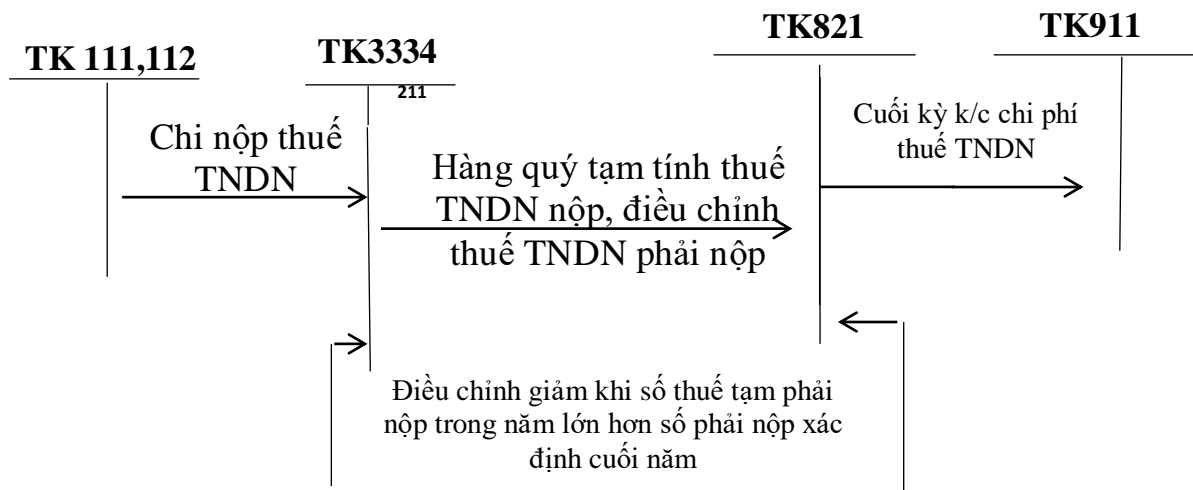 TK 111,112
TK3334
211
TK821
TK911
Chi nộp thuế
TNDN
Hàng quý tạm tính thuế
TNDN nộp, điều chỉnh
thuế TNDN phải nộp
Cuối kỳ k/c chi phí
thuế TNDN
Điều chỉnh giảm khi số thuế tạm phải
nộp trong năm lớn hơn số phải nộp xác
định cuối năm